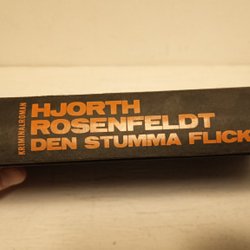 KRIMINALROMAN
HJORTH
ROSENFELDT
DEN STUMMA FLICK